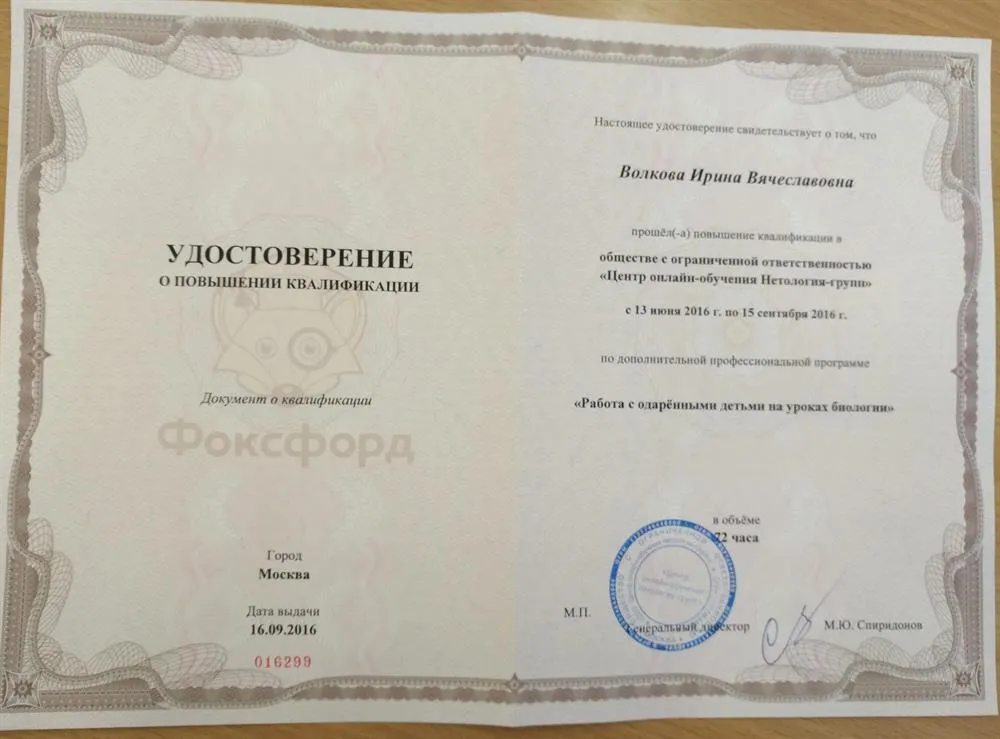 УДОСТОВЕРЕНИЕ
О ПОВЫШЕНИИ КВАЛИФИКАЦИИ
Документ о квалификации
Фоксфорд
Город
Москва
Дата выдачи
16.09.2016
016299
Настоящее удостоверение свидетельствует о том, что
Волкова Ирина Вячеславовна
прошёл(-а) повышение квалификации в
обществе с ограниченной ответственностью
«Центр онлайн-обучения Нетология-групп»
с 13 июня 2016 г. по 15 сентября 2016 г.
по дополнительной профессиональной программе
«Работа с одарёнными детьми на уроках биологии»
в объёме
72 часа
М.П.
Генеральный директор
М.Ю. Спиридонов